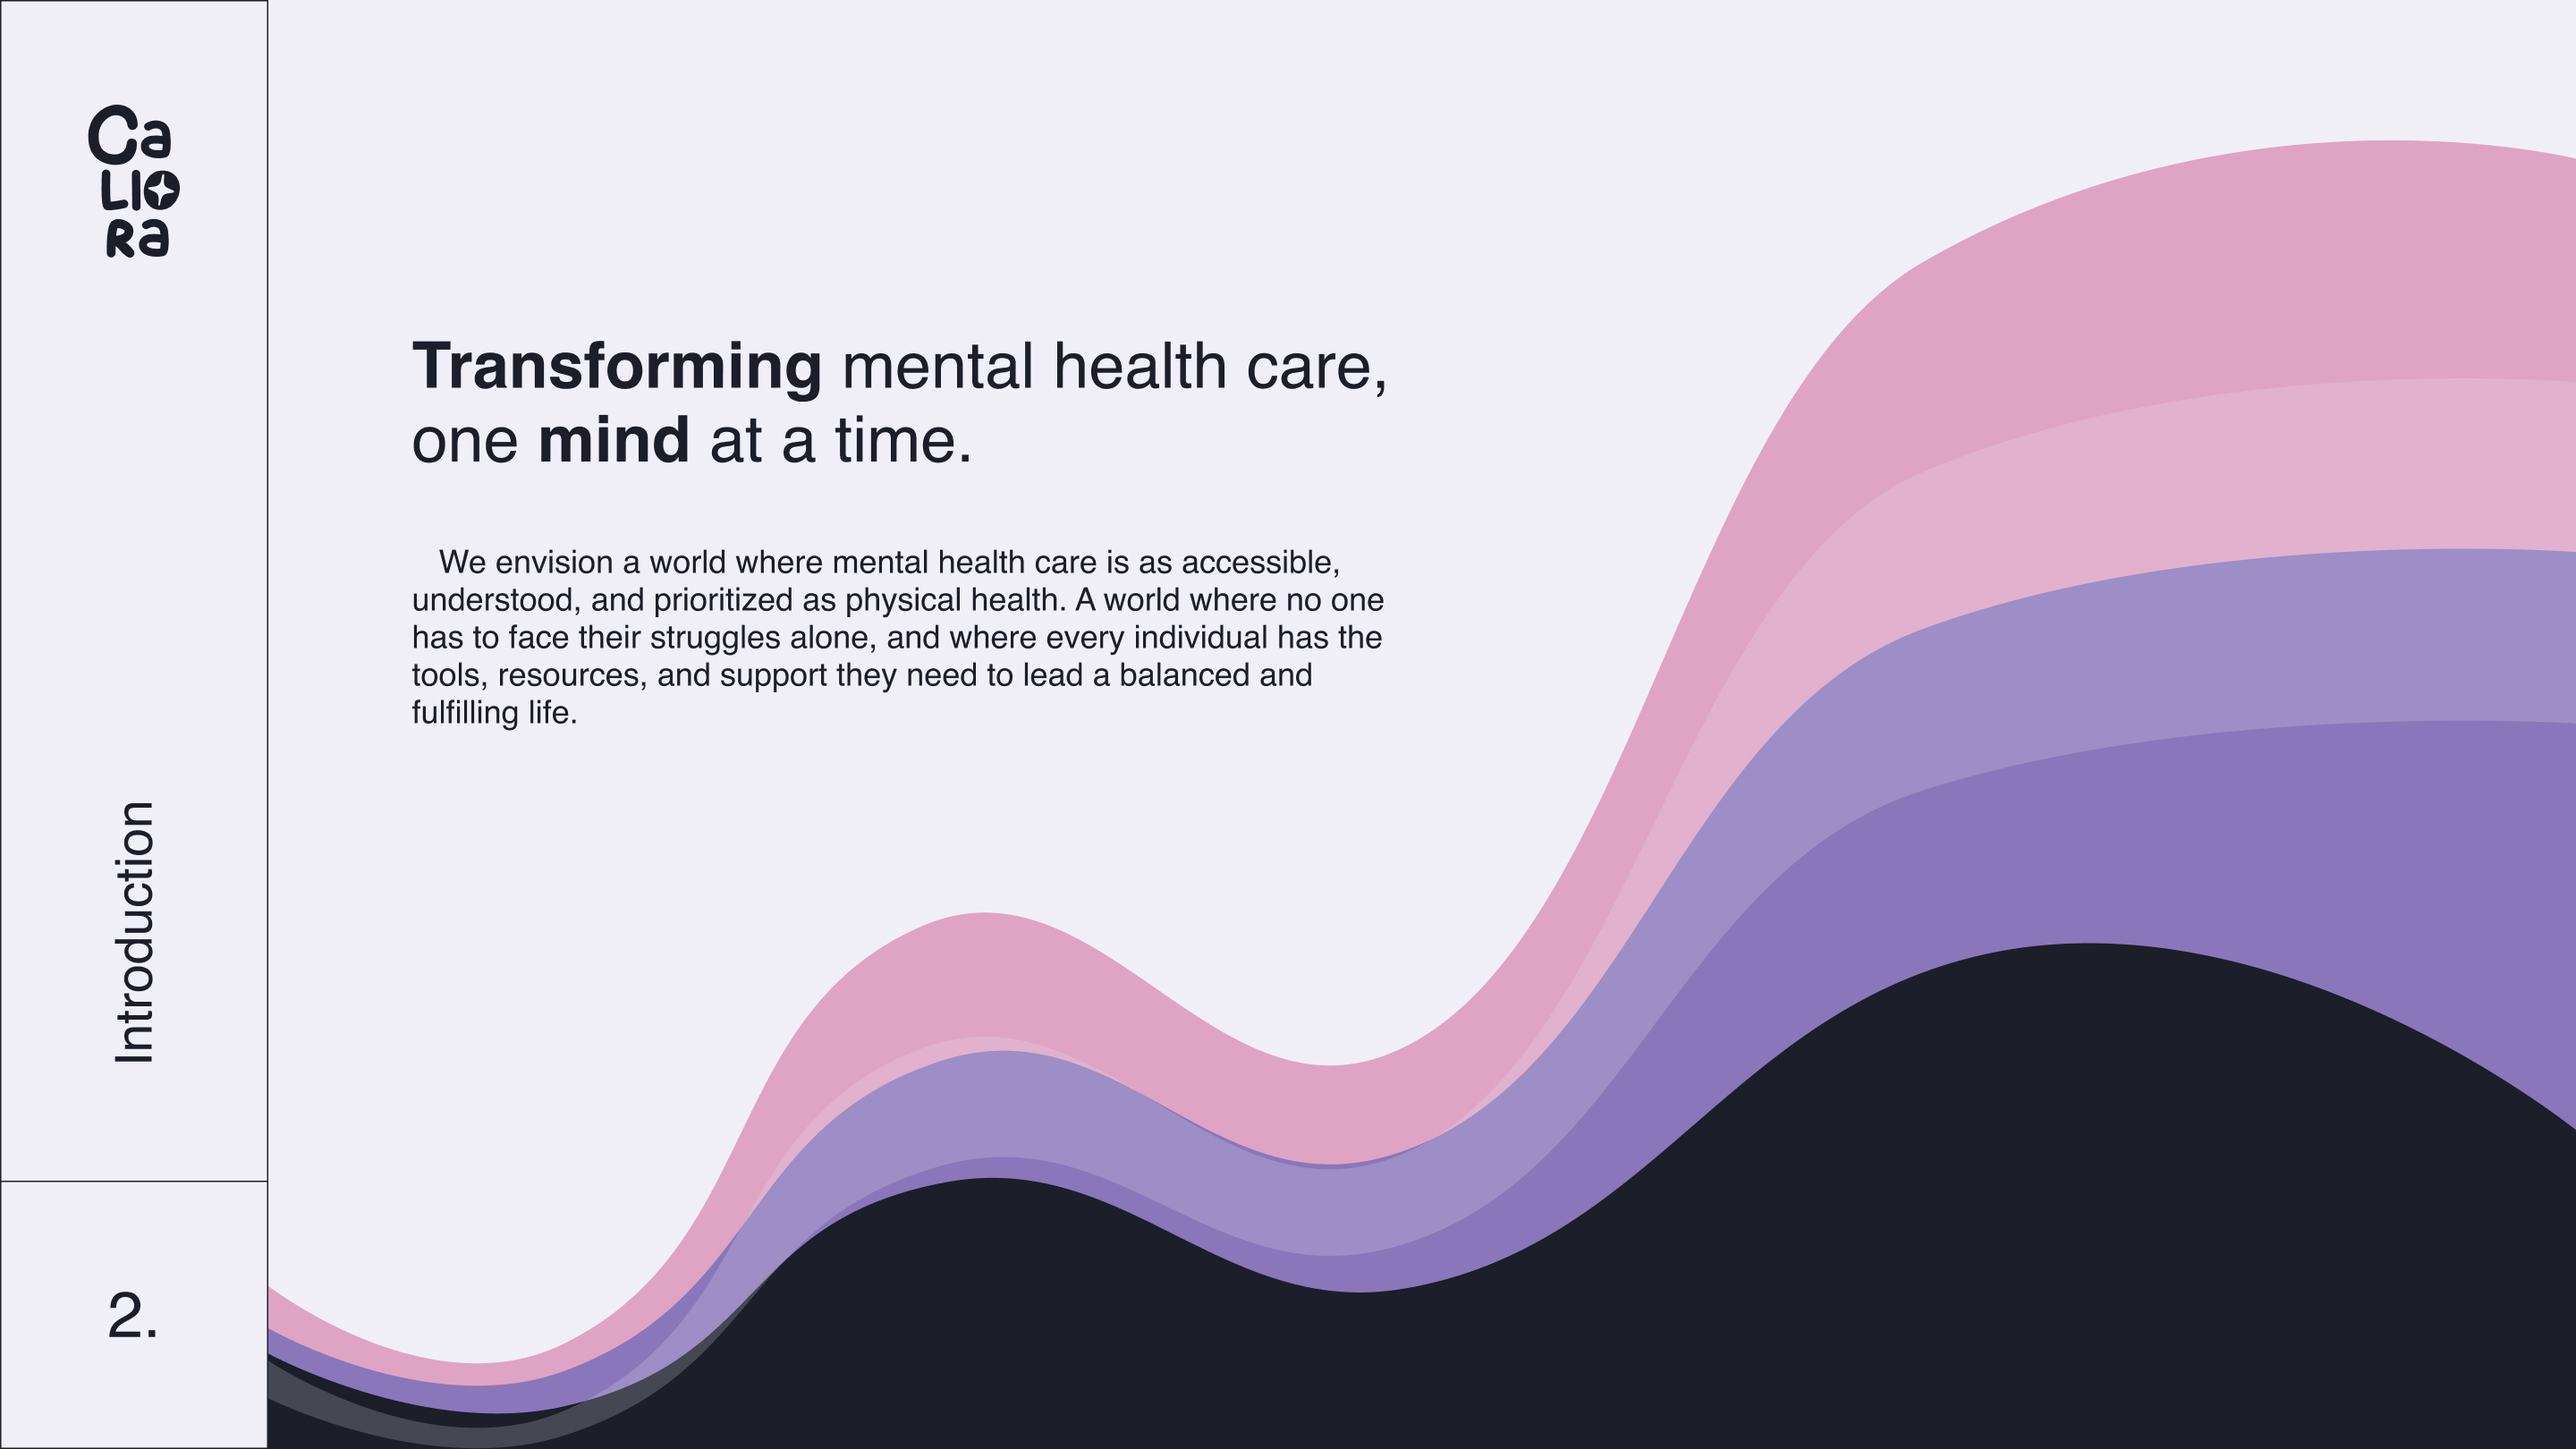 Ca
LIO
Ra
Transforming mental health care,
one mind at a time.
We envision a world where mental health care is as accessible,
understood, and prioritized as physical health. A world where no one
has to face their struggles alone, and where every individual has the
tools, resources, and support they need to lead a balanced and
fulfilling life.
Introduction
2.